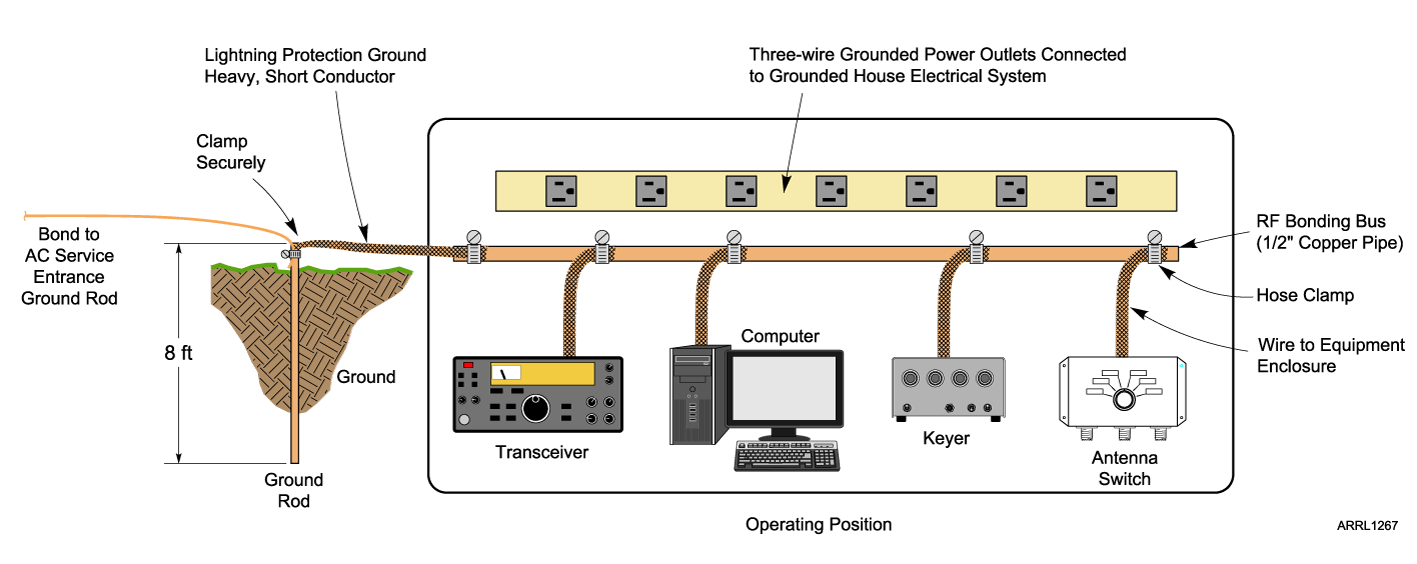 Lightning Protection Ground
Heavy, Short Conductor
Three-wire Grounded Power Outlets Connected
to Grounded House Electrical System
Clamp
Securely
Bond to
AC Service
Entrance
Ground Rod
RF Bonding Bus
(1/2" Copper Pipe)
Hose Clamp
Wire to Equipment
Enclosure
8 ft
Ground
Computer
Transceiver
Keyer
Antenna
Switch
Ground
Rod
Operating Position
ARRL1267